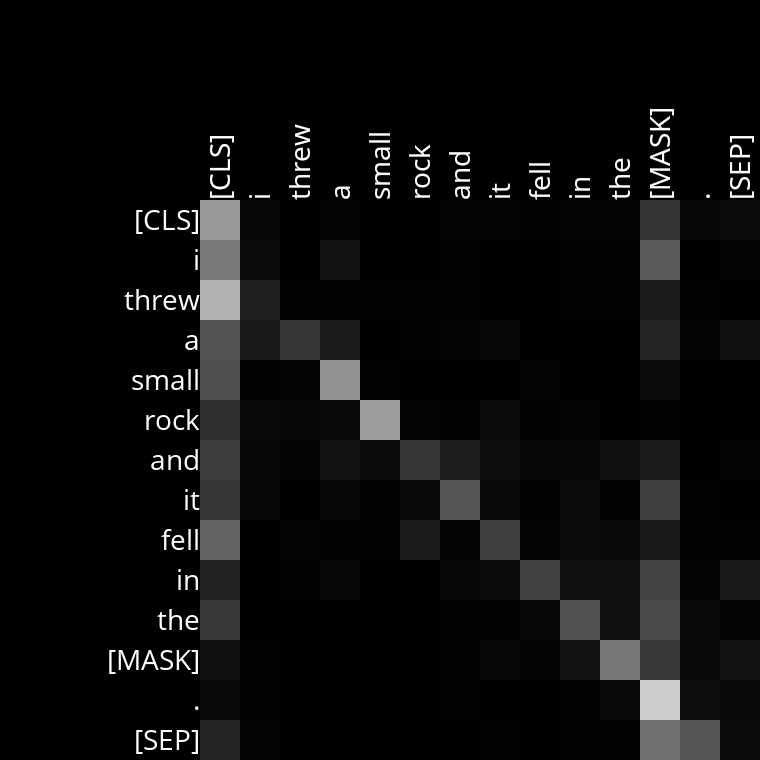 [CLS] i threw a small rock and it fell in the [MASK] . [SEP]
[CLS]
i
threw
a
small
rock
and
it
fell
in
the
[MASK]
.
[SEP]